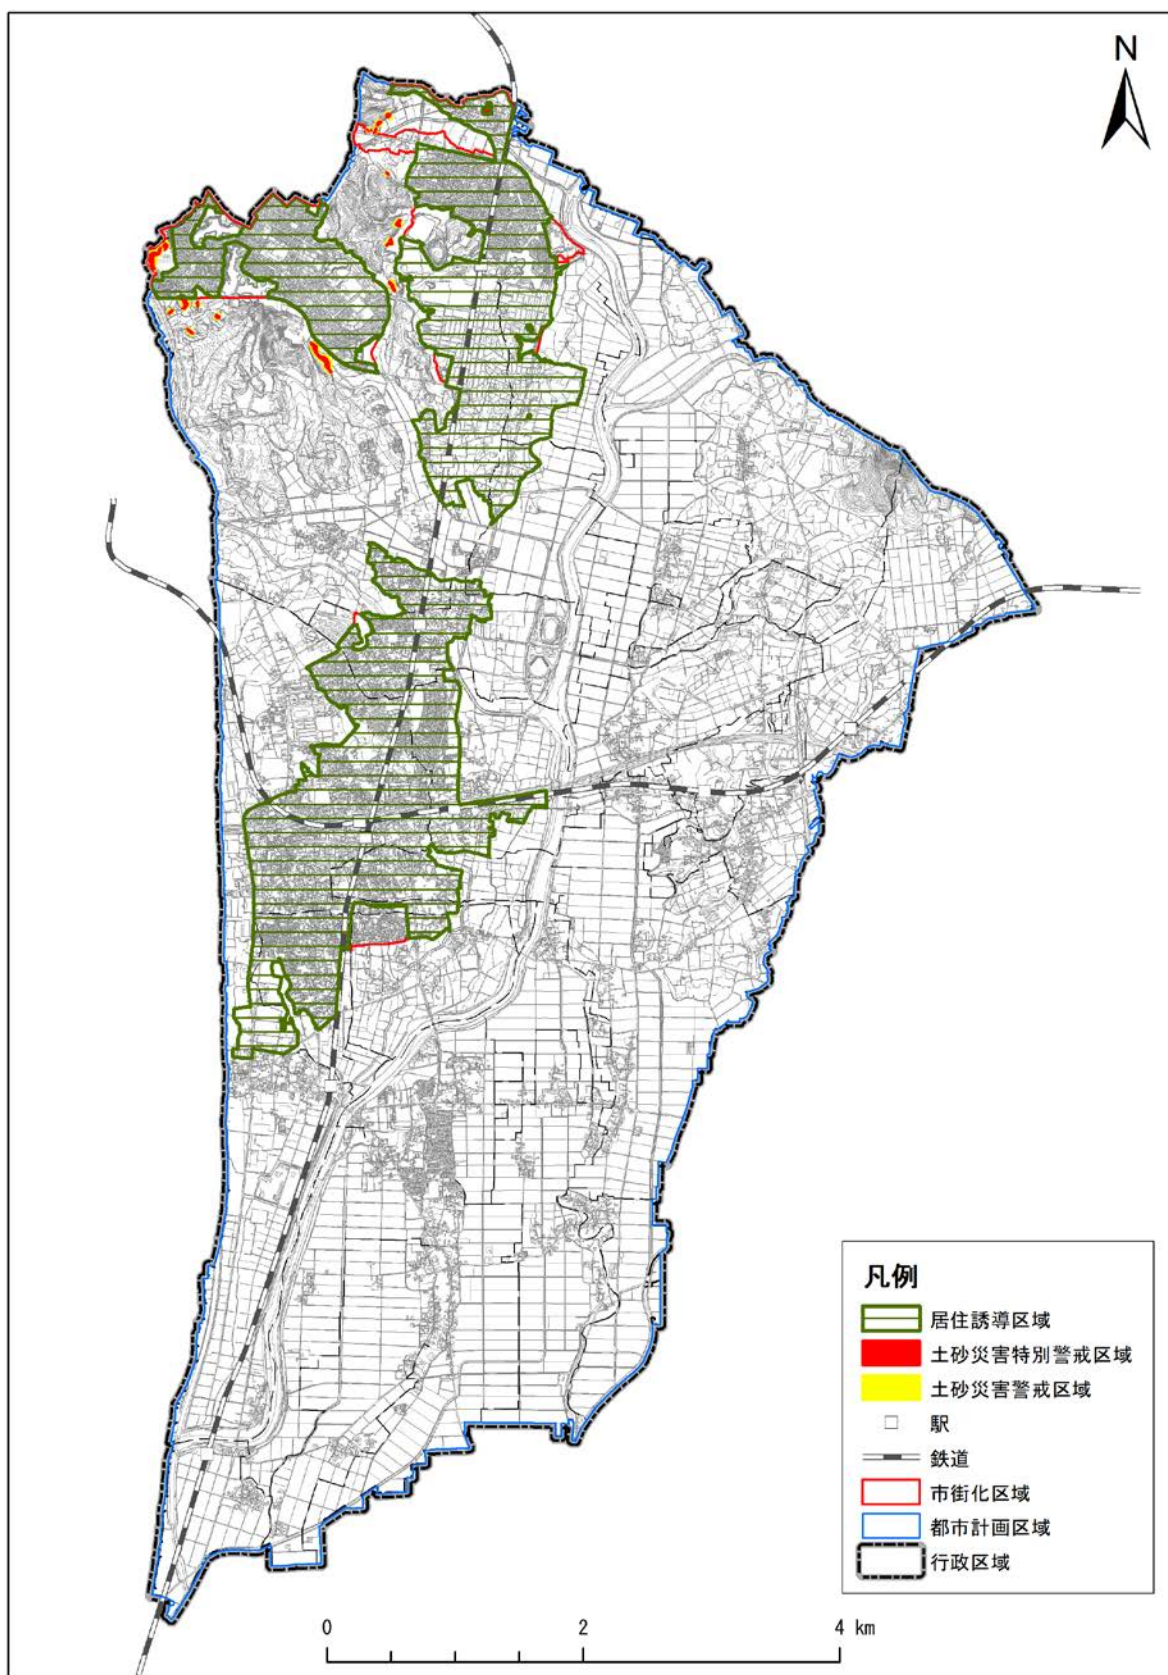 N
凡例
居住誘導区域
土砂災害特別警戒区域
土砂災害警戒区域
駅
鉄道
市街化区域
都市計画区域
行政区域
0 2 4 km